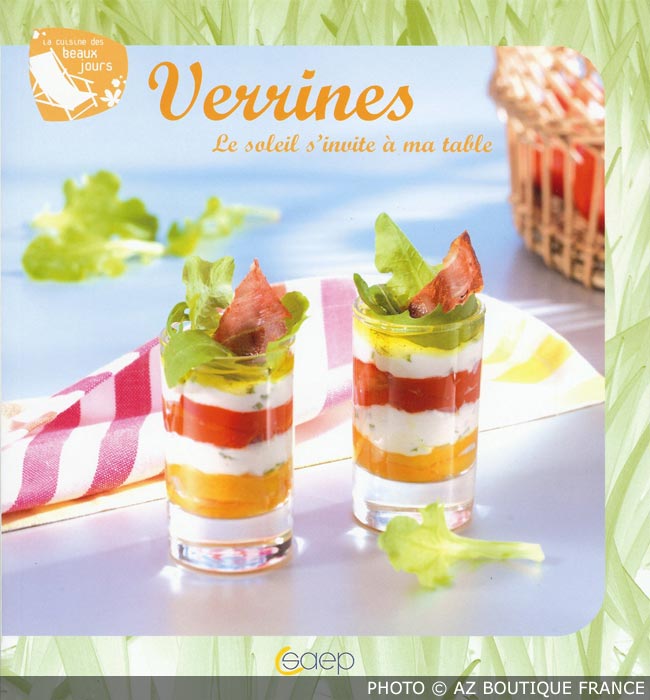 La cuisine des
beaux
jours
Verrines
Le soleil s'invite à ma table
saep
PHOTO © AZ BOUTIQUE FRANCE